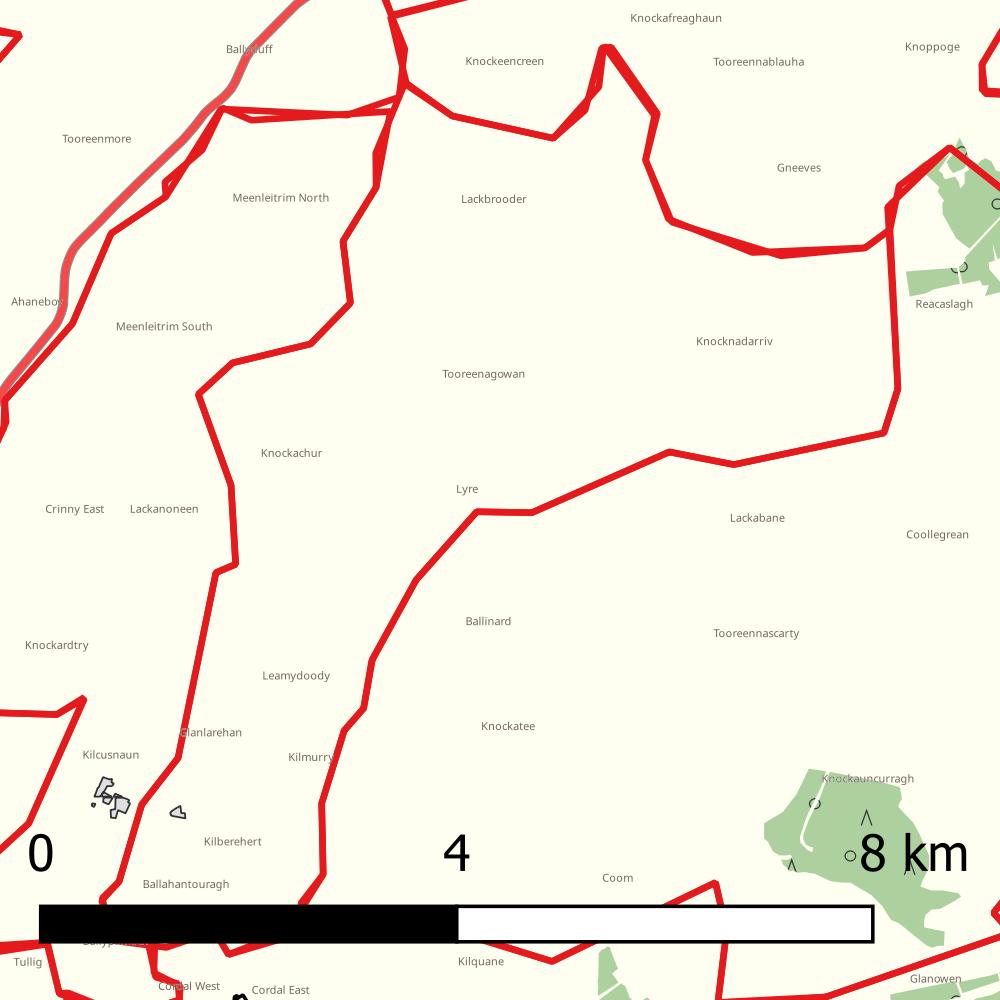 Knockafreaghaun
Ballyduff
Knoppoge
Knockeencreen
Tooreennablauha
Tooreenmore
Gneeves
Meenleitrim North
Lackbrooder
Ahaneboy
Reacaslagh
Meenleitrim South
Knocknadarriv
Tooreenagowan
Knockachur
Lyre
Crinny East
Lackanoneen
Lackabane
Coollegrean
Ballinard
Tooreennascarty
Knockardtry
Leamydoody
Knockatee
Glanlarehan
Kilcusnaun
Kilmurry
Knockauncurragh
Kilberehert
0 4 8 km
Coom
Ballahantouragh
Tullig
Kilquane
Glanowen
Cordal West
Cordal East